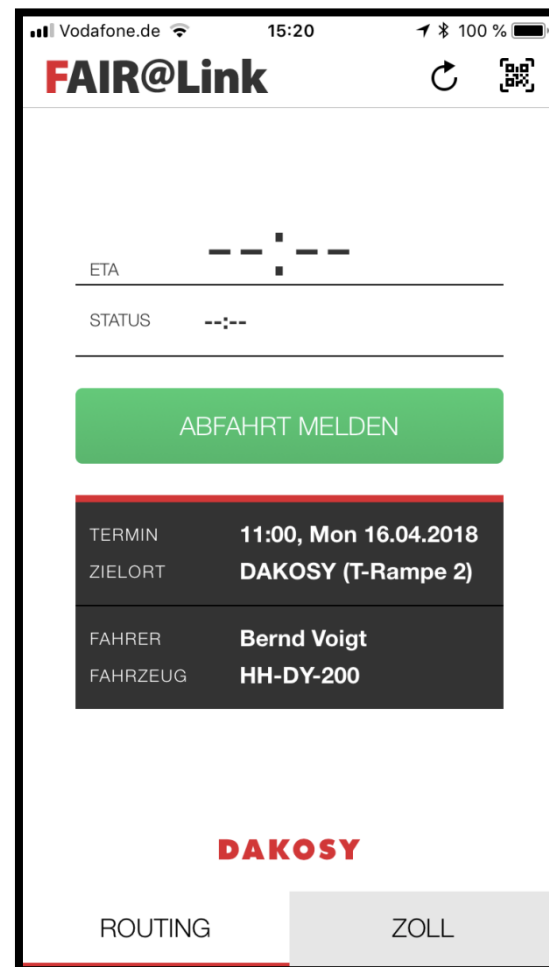 Vodafone.de 15:20 100 %
FAIR@Link
ETA --:--
STATUS --:--
ABFAHRT MELDEN
TERMIN 11:00, Mon 16.04.2018
ZIELORT DAKOSY (T-Rampe 2)
FAHRER Bernd Voigt
FAHRZEUG HH-DY-200
DAKOSY
ROUTING ZOLL